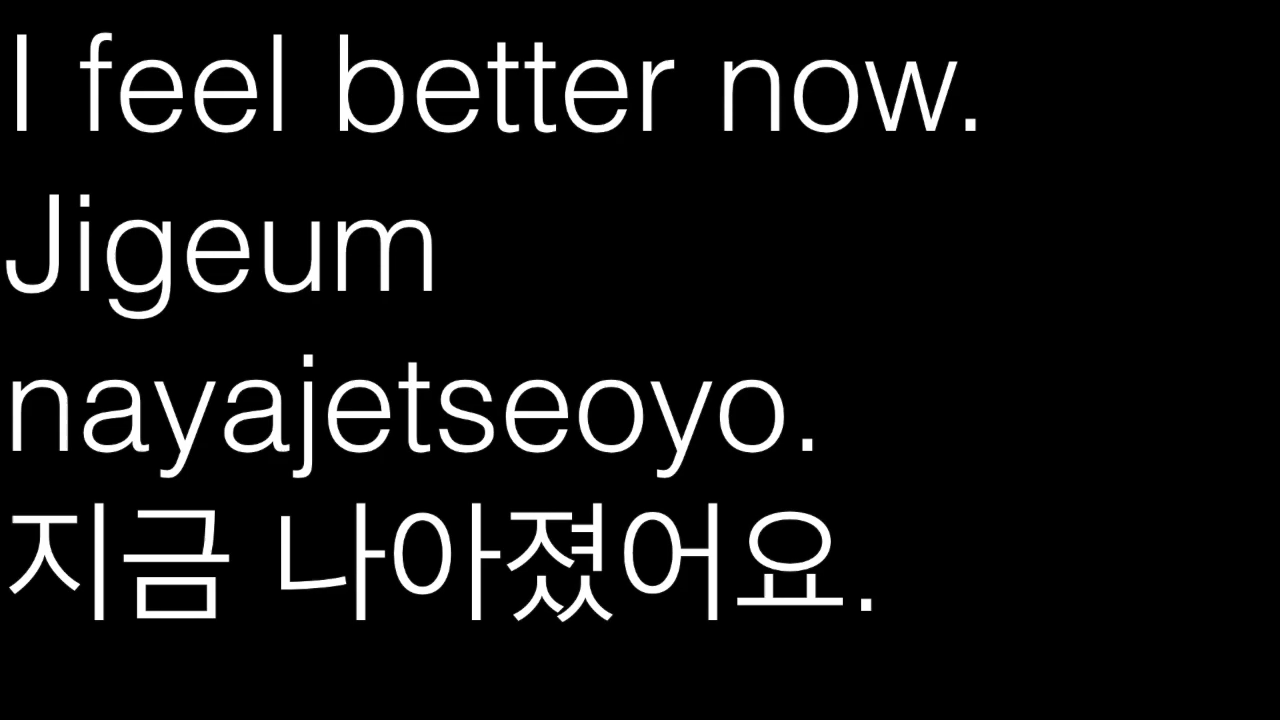 I feel better now.
Jigeum
nayajetseoyo.
지금 나아졌어요.